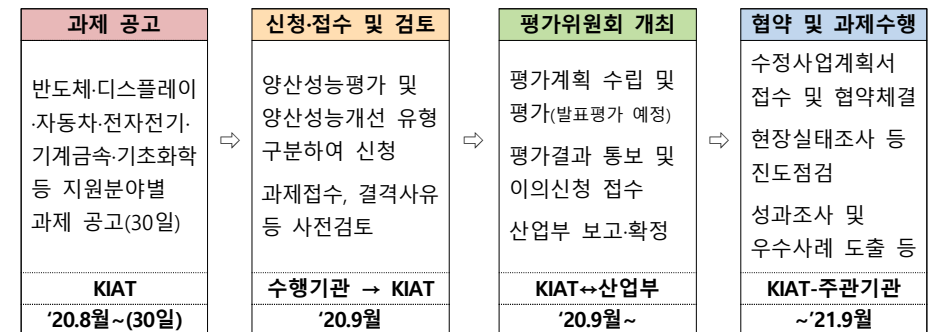 과제 공고
반도체·디스플레이
·자동차·전자전기·
기계금속·기초화학
등 지원분야별
과제 공고(30일)
KIAT
‘20.8월~(30일)
⇨
신청·접수 및 검토
양산성능평가 및
양산성능개선 유형
구분하여 신청
과제접수, 결격사유
등 사전검토
수행기관 → KIAT
‘20.9월
⇨
평가위원회 개최
평가계획 수립 및
평가(발표평가 예정)
평가결과 통보 및
이의신청 접수
산업부 보고·확정
KIAT↔산업부
‘20.9월~
⇨
협약 및 과제수행
수정사업계획서
접수 및 협약체결
현장실태조사 등
진도점검
성과조사 및
우수사례 도출 등
KIAT-주관기관
~’21.9월